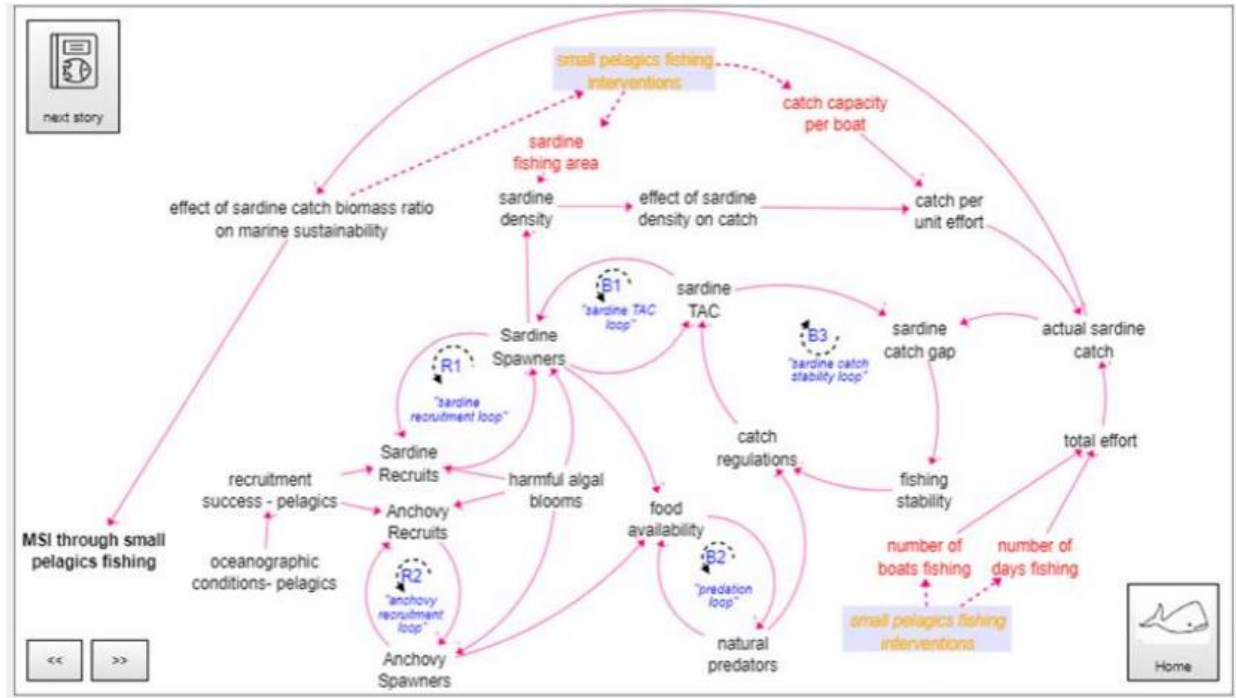 next story
small pelagics fishing
interventions
catch capacity
per boat
sardine
fishing area
effect of sardine catch biomass ratio
on marine sustainability
sardine
density
effect of sardine
density on catch
catch per
unit effort
B1
"sardine TAC
loop"
sardine
TAC
Sardine
Spawners
B3
"sardine catch
stability loop"
sardine
catch gap
actual sardine
catch
R1
"sardine
recruitment loop"
Sardine
Recruits
recruitment
success - pelagics
harmful algal
blooms
catch
regulations
total effort
fishing
stability
Anchovy
Recruits
food
availability
MSI through small
pelagics fishing
oceanographic
conditions- pelagics
R2
"anchovy
recruitment
loop"
B2
"predation
loop"
number of
boats fishing
number of
days fishing
small pelagics fishing
interventions
Anchovy
Spawners
natural
predators
<<
>>
Home